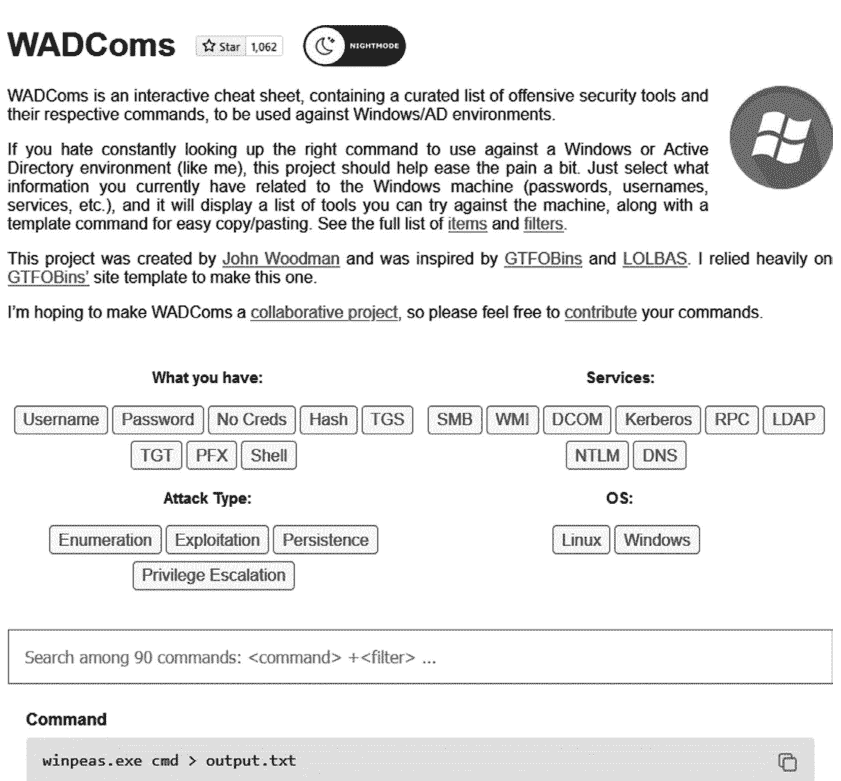 WADComs Star 1,062 NIGHTMODE
WADComs is an interactive cheat sheet, containing a curated list of offensive security tools and
their respective commands, to be used against Windows/AD environments.
If you hate constantly looking up the right command to use against a Windows or Active
Directory environment (like me), this project should help ease the pain a bit. Just select what
information you currently have related to the Windows machine (passwords, usernames,
services, etc.), and it will display a list of tools you can try against the machine, along with a
template command for easy copy/pasting. See the full list of items and filters.
This project was created by John Woodman and was inspired by GTFOBins and LOLBAS. I relied heavily on
GTFOBins' site template to make this one.
I'm hoping to make WADComs a collaborative project, so please feel free to contribute your commands.
What you have:
Username Password No Creds Hash TGS
TGT PFX Shell
Services:
SMB WMI DCOM Kerberos RPC LDAP
NTLM DNS
Attack Type:
Enumeration Exploitation Persistence
Privilege Escalation
OS:
Linux Windows
Search among 90 commands: <command> +<filter> ...
Command
winpeas.exe cmd > output.txt